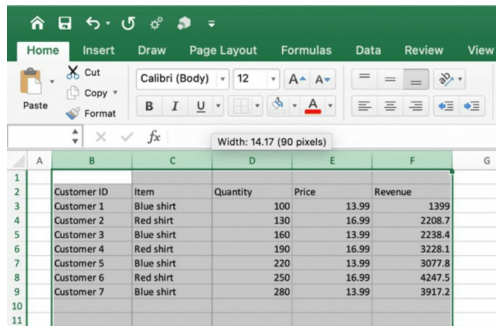 Home Insert Draw Page Layout Formulas Data Review View
Cut
Calibri (Body) 12 A A
Copy
Paste
Format
B I U A
fx
Width: 14.17 (90 pixels)
A B C D E F G
1
2 Customer ID Item Quantity Price Revenue
3 Customer 1 Blue shirt 100 13.99 1399
4 Customer 2 Red shirt 130 16.99 2208.7
5 Customer 3 Blue shirt 160 13.99 2238.4
6 Customer 4 Red shirt 190 16.99 3228.1
7 Customer 5 Blue shirt 220 13.99 3077.8
8 Customer 6 Red shirt 250 16.99 4247.5
9 Customer 7 Blue shirt 280 13.99 3917.2
10
11